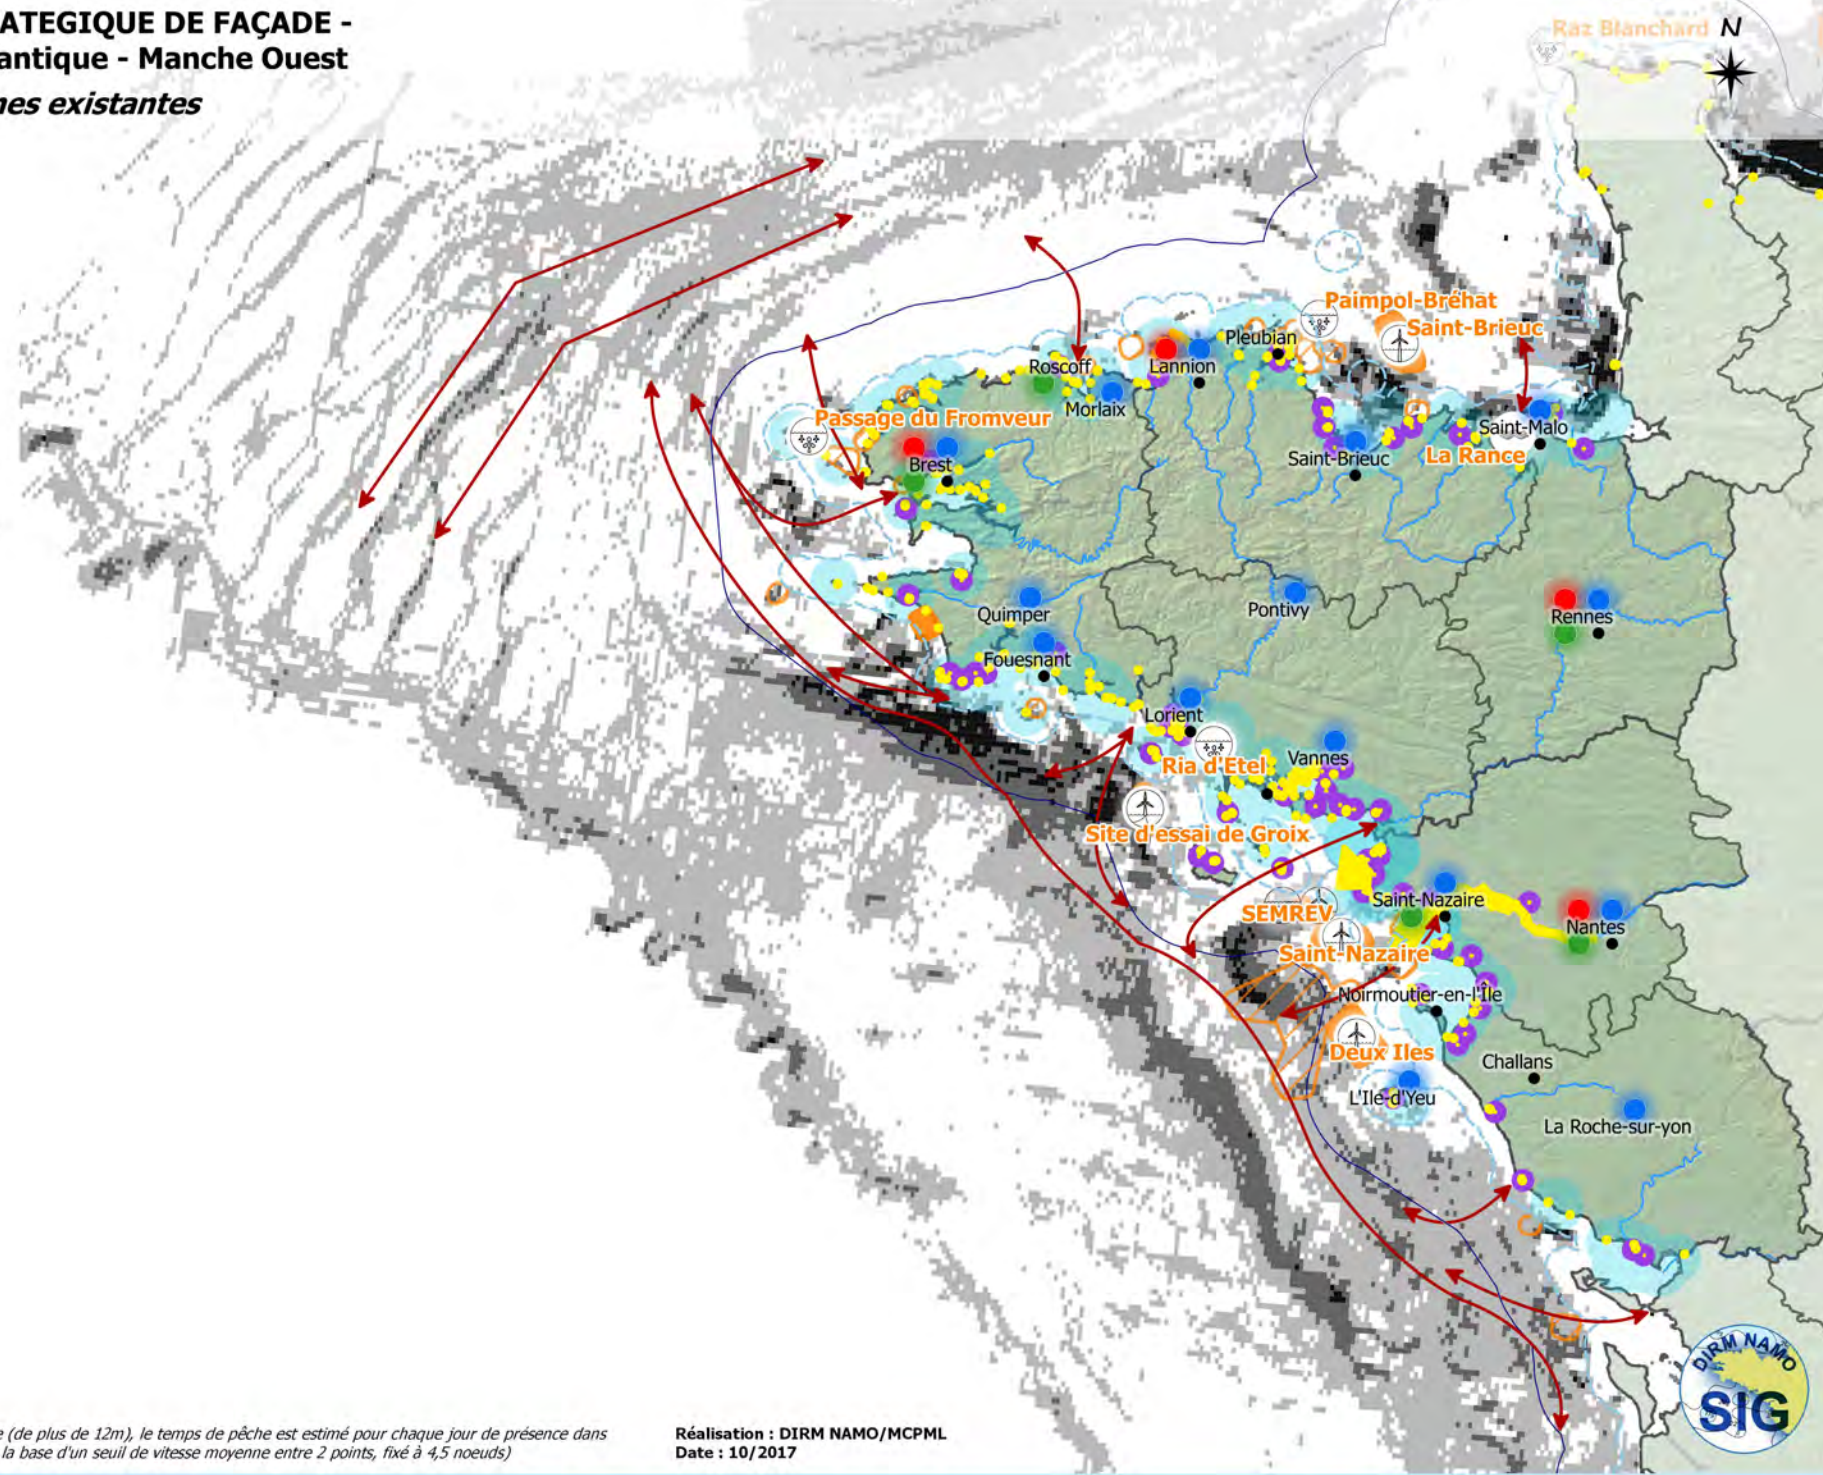 ATEGIQUE DE FAÇADE -
antique - Manche Ouest
nes existantes
Raz Blanchard
N
Paimpol-Bréhat
Saint-Brieuc
Pleubian
Roscoff
Lannion
Morlaix
Passage du Fromveur
Saint-Malo
Brest
Saint-Brieuc
La Rance
Quimper
Pontivy
Rennes
Fouesnant
Lorient
Vannes
Ria d'Etel
Site d'essai de Groix
Saint-Nazaire
SEMREV
Nantes
Saint-Nazaire
Noirmoutier-en-l'Île
Deux Iles
Challans
L'Ile-d'Yeu
La Roche-sur-yon
DIRM NAMO
SIG
e (de plus de 12m), le temps de pêche est estimé pour chaque jour de présence dans
la base d'un seuil de vitesse moyenne entre 2 points, fixé à 4,5 noeuds)
Réalisation : DIRM NAMO/MCPML
Date : 10/2017